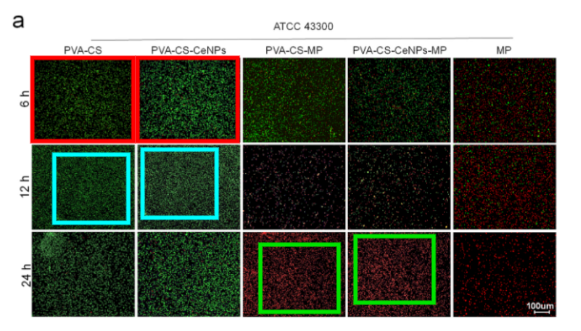 a
ATCC 43300
PVA-CS PVA-CS-CeNPs PVA-CS-MP PVA-CS-CeNPs-MP MP
6 h
12 h
24 h
100um